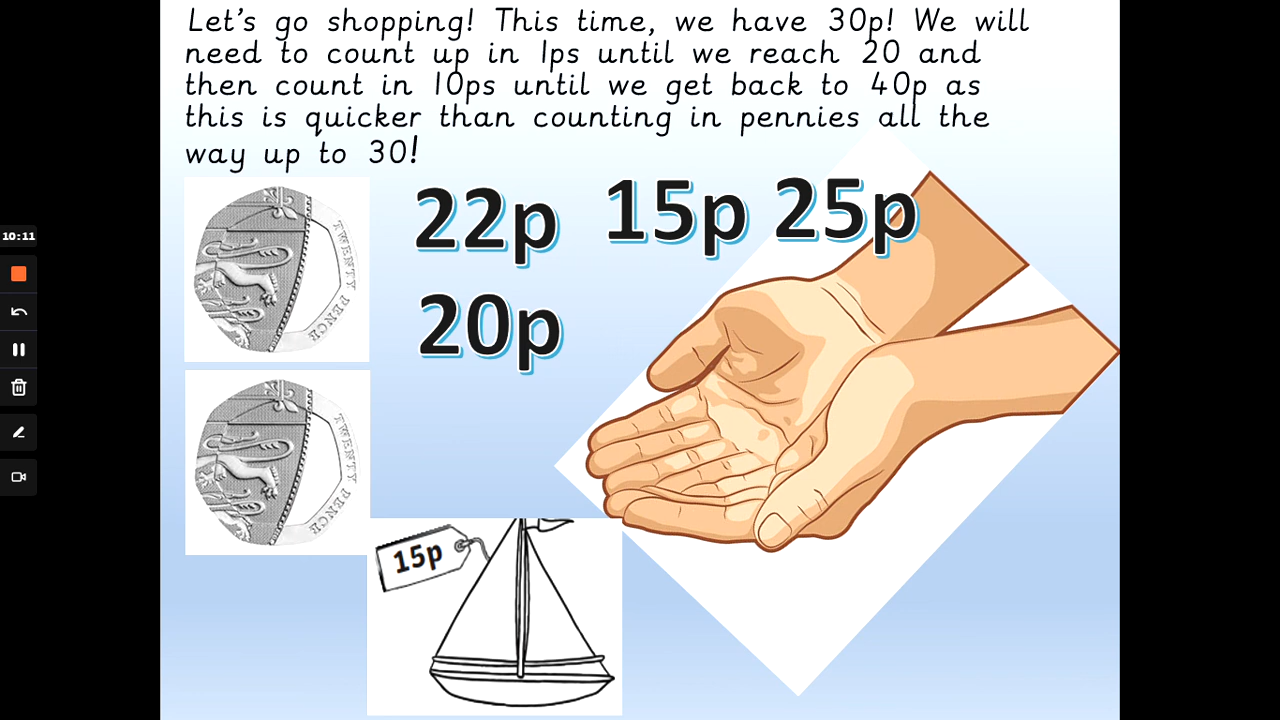 Let's go shopping! This time, we have 30p! We will
need to count up in 1ps until we reach 20 and
then count in 10ps until we get back to 40p as
this is quicker than counting in pennies all the
way up to 30!
TWENTY PENCE
22p 15p 25p
20p
TWENTY PENCE
15p
10:11